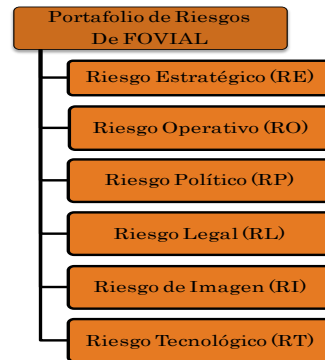 Portafolio de Riesgos
De FOVIAL
Riesgo Estratégico (RE)
Riesgo Operativo (RO)
Riesgo Político (RP)
Riesgo Legal (RL)
Riesgo de Imagen (RI)
Riesgo Tecnológico (RT)